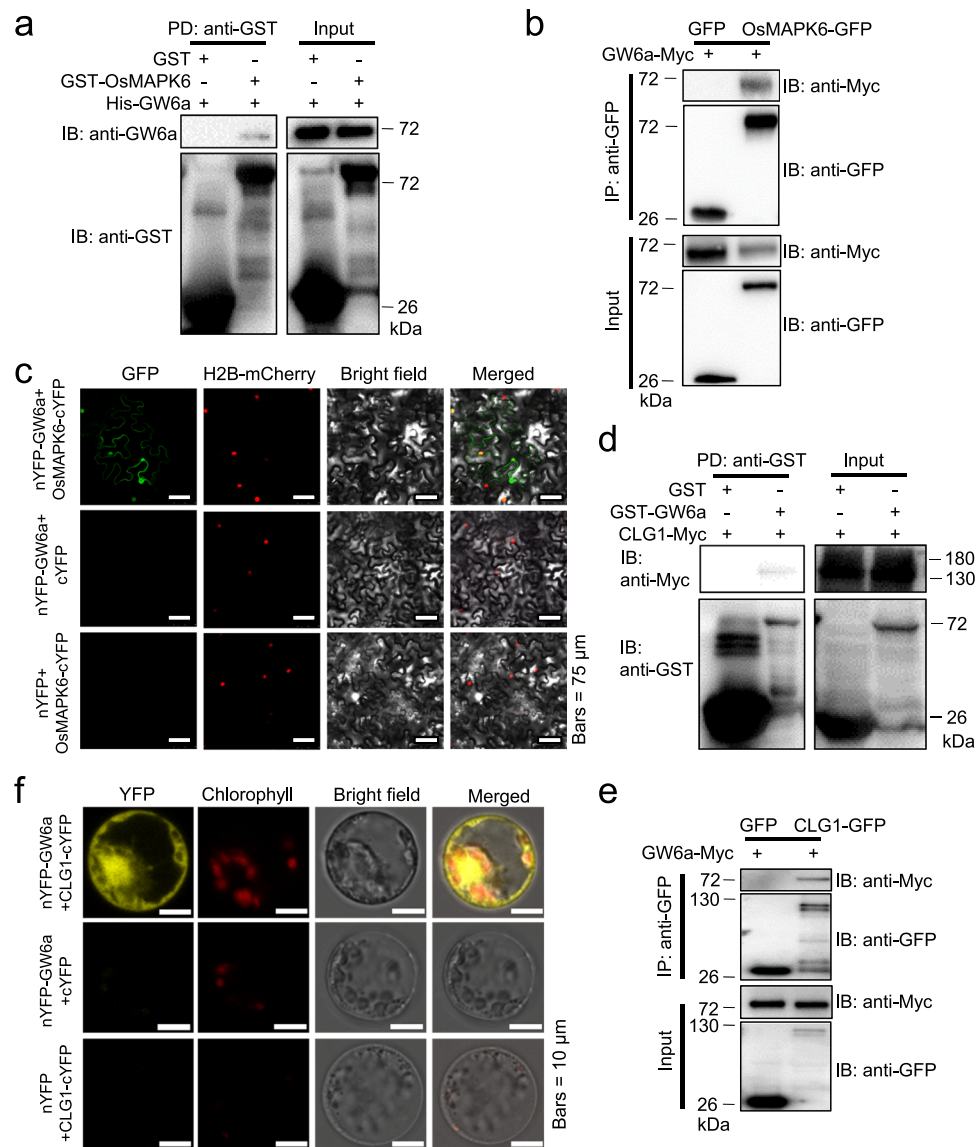 a
PD: anti-GST Input
GST + - + -
GST-OsMAPK6 - + - +
His-GW6a + + + +
IB: anti-GW6a
72
72
IB: anti-GST
26
kDa
b
GFP OsMAPK6-GFP
GW6a-Myc + +
IP: anti-GFP
72
IB: anti-Myc
72
IB: anti-GFP
26
Input
72
IB: anti-Myc
72
IB: anti-GFP
26
kDa
c
GFP H2B-mCherry Bright field Merged
nYFP-GW6a+
OsMAPK6-cYFP
nYFP-GW6a+
cYFP
nYFP+
OsMAPK6-cYFP
Bars = 75 µm
d
PD: anti-GST Input
GST + - + -
GST-GW6a - + - +
CLG1-Myc + + + +
IB:
anti-Myc
180
130
72
IB:
anti-GST
26
kDa
f
YFP Chlorophyll Bright field Merged
nYFP-GW6a
+CLG1-cYFP
nYFP-GW6a
+cYFP
nYFP
+CLG1-cYFP
Bars = 10 µm
e
GFP CLG1-GFP
GW6a-Myc + +
IP: anti-GFP
72
IB: anti-Myc
130
IB: anti-GFP
26
Input
72
IB: anti-Myc
130
IB: anti-GFP
26
kDa